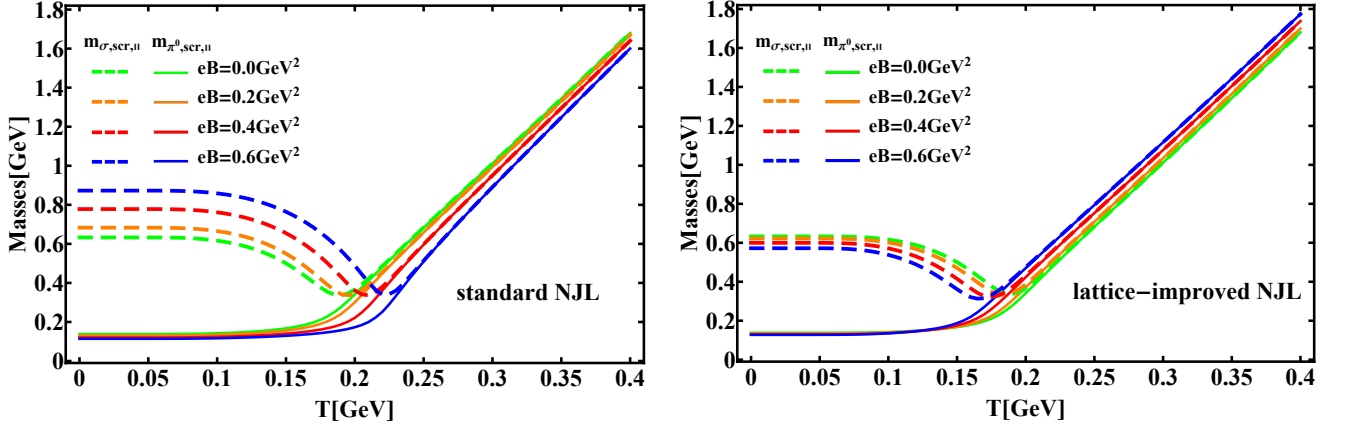 1.8
1.6
1.4
1.2
1
0.8
0.6
0.4
0.2
0
Masses[GeV]
mσ,scr,ıı mπ⁰,scr,ıı
eB=0.0GeV²
eB=0.2GeV²
eB=0.4GeV²
eB=0.6GeV²
standard NJL
0 0.05 0.1 0.15 0.2 0.25 0.3 0.35 0.4
T[GeV]
1.8
1.6
1.4
1.2
1
0.8
0.6
0.4
0.2
0
Masses[GeV]
mσ,scr,ıı mπ⁰,scr,ıı
eB=0.0GeV²
eB=0.2GeV²
eB=0.4GeV²
eB=0.6GeV²
lattice−improved NJL
0 0.05 0.1 0.15 0.2 0.25 0.3 0.35 0.4
T[GeV]